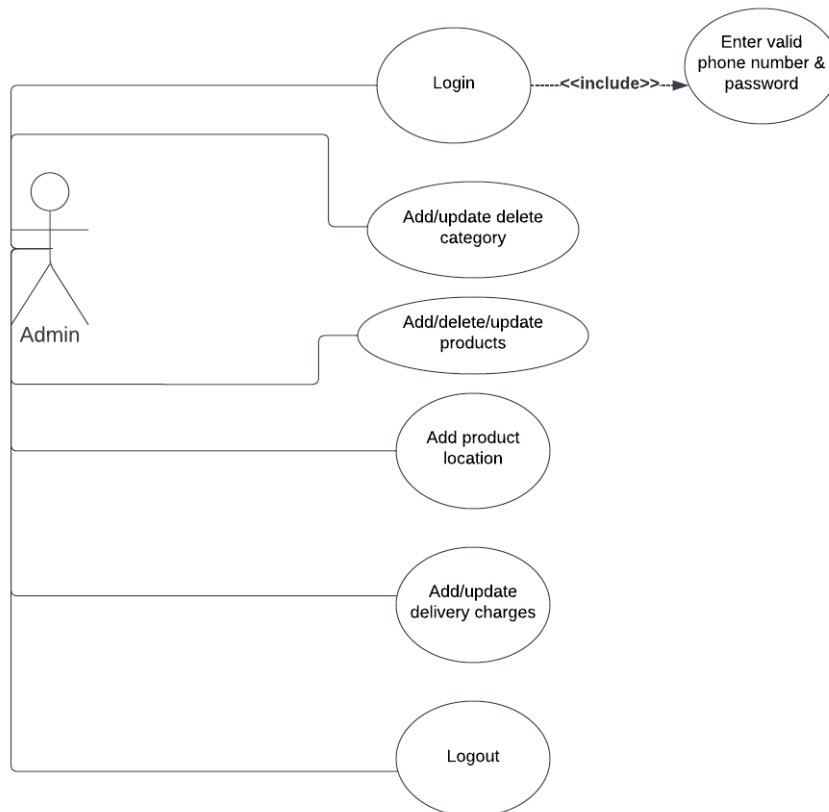 Enter valid
phone number &
password
Login
<<include>>
Add/update delete
category
Add/delete/update
products
Admin
Add product
location
Add/update
delivery charges
Logout